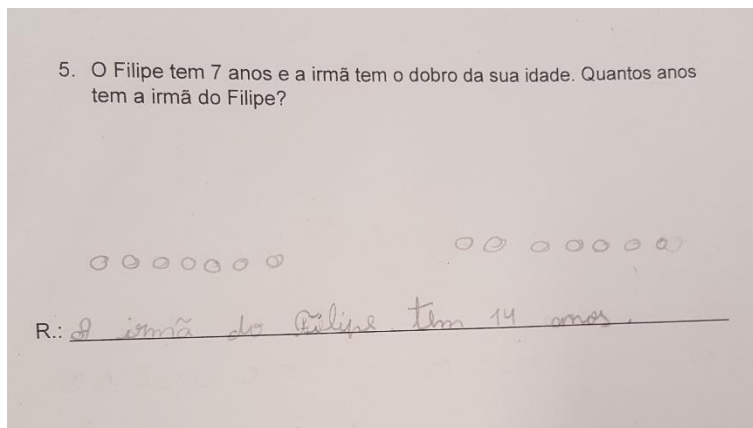 5. O Filipe tem 7 anos e a irmã tem o dobro da sua idade. Quantos anos
tem a irmã do Filipe?
R.: A irmã do Filipe tem 14 anos.